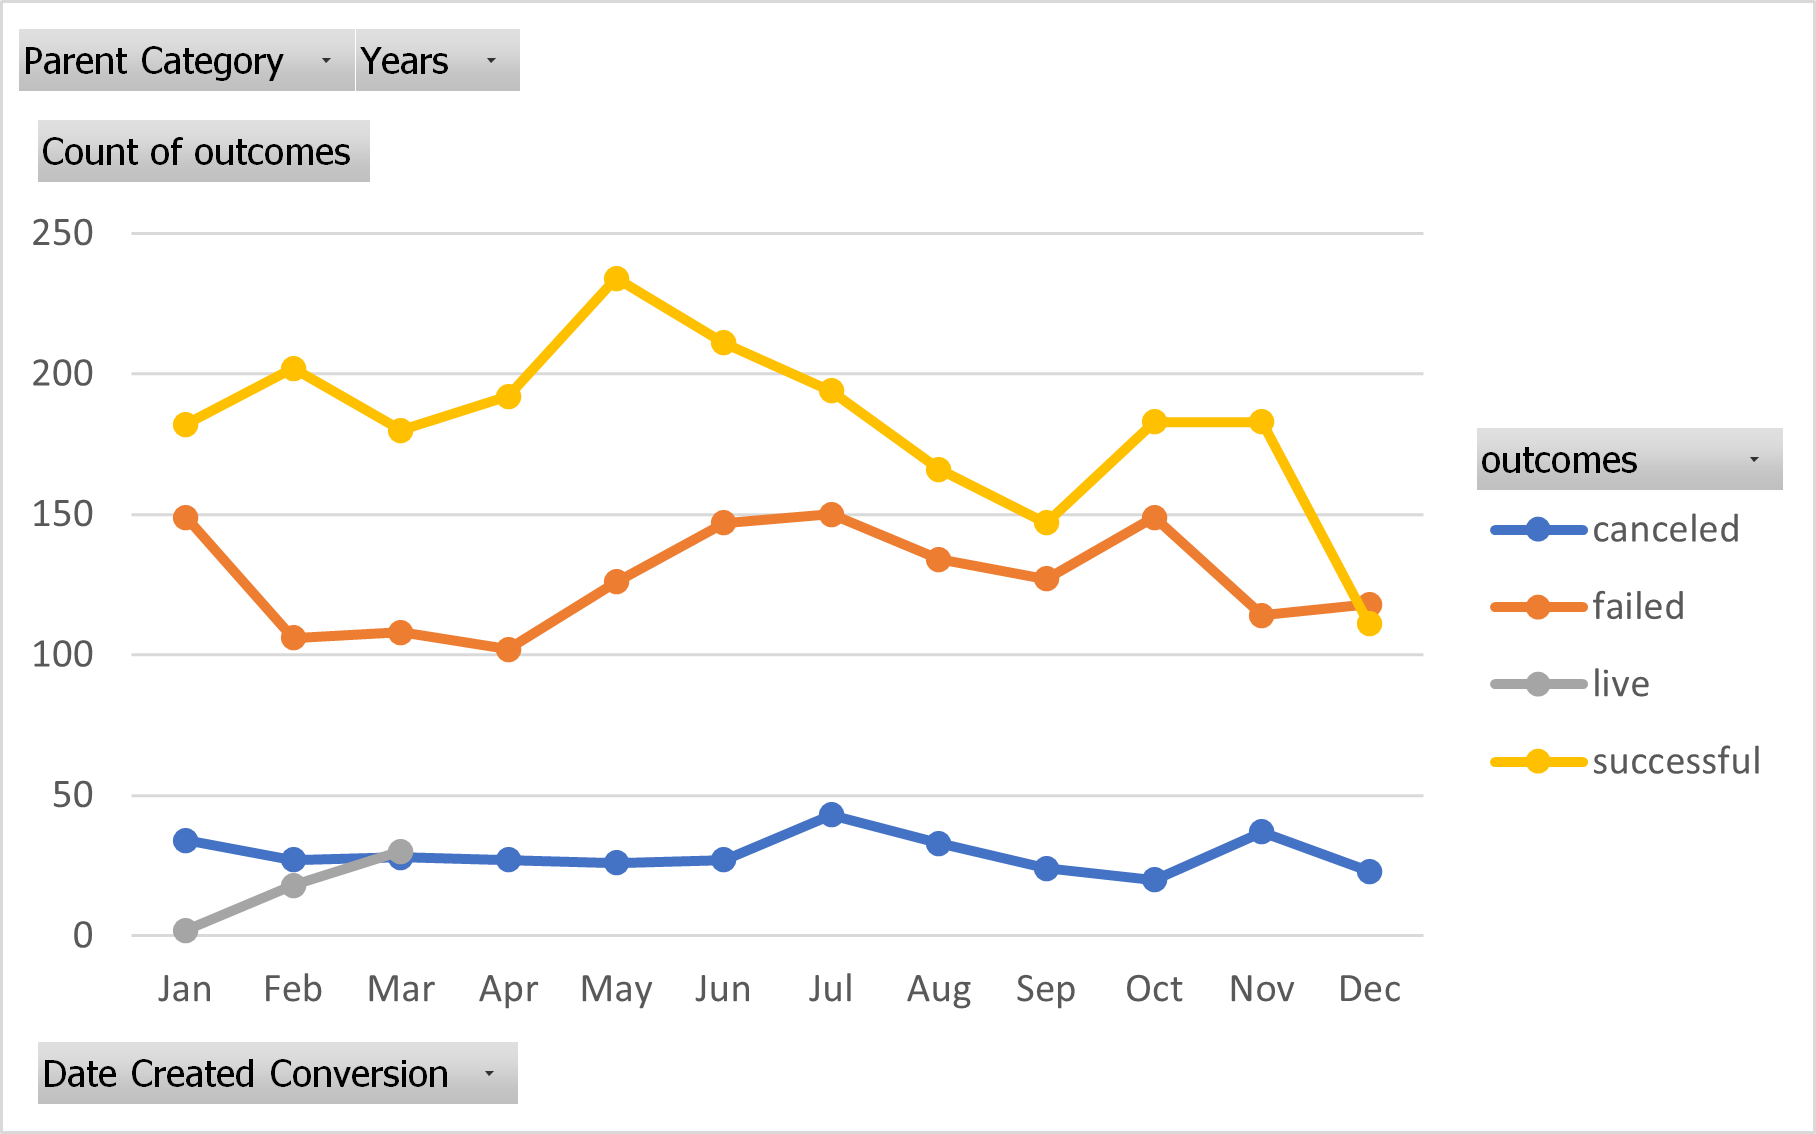 Parent Category Years
Count of outcomes
250
200
150
100
50
0
Jan Feb Mar Apr May Jun Jul Aug Sep Oct Nov Dec
outcomes
canceled
failed
live
successful
Date Created Conversion